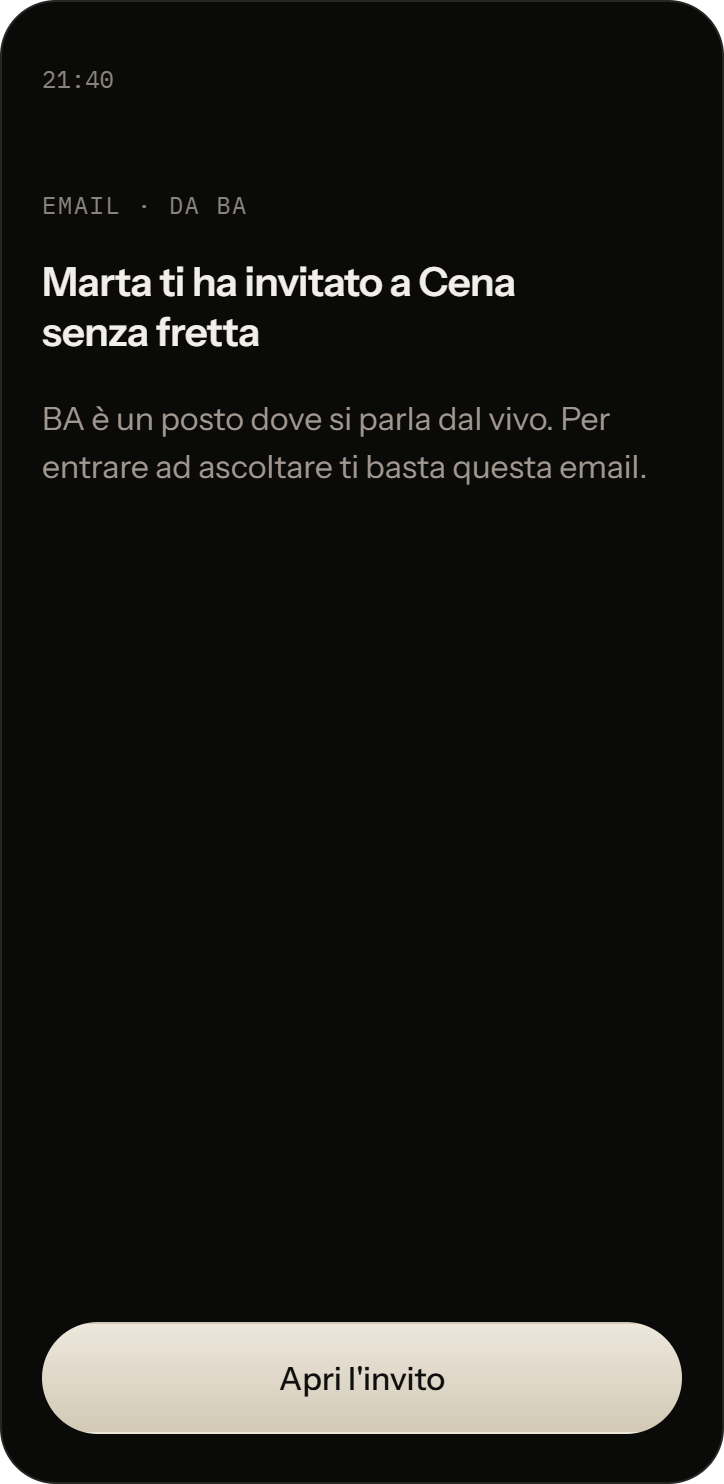 21:40
EMAIL · DA BA
Marta ti ha invitato a Cena
senza fretta
BA è un posto dove si parla dal vivo. Per
entrare ad ascoltare ti basta questa email.
Apri l'invito